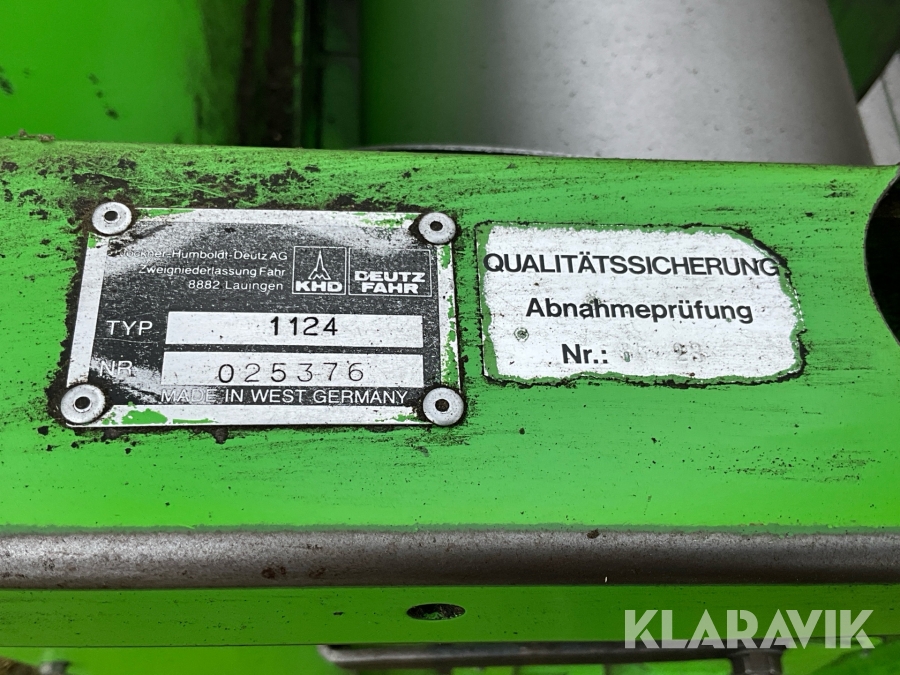 Klöckner-Humboldt-Deutz AG
Zweigniederlassung Fahr
8882 Lauingen
KHD
DEUTZ
FAHR
TYP 1124
NR. 025376
MADE IN WEST GERMANY
QUALITÄTSSICHERUNG
Abnahmeprüfung
Nr.:
KLARAVIK